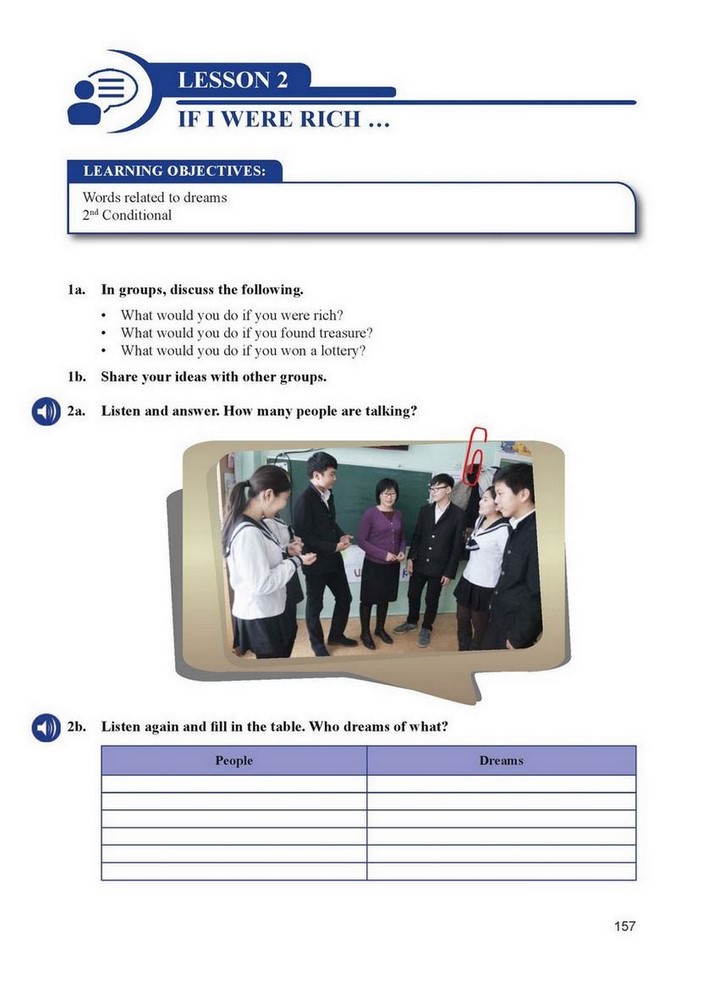 LESSON 2
IF I WERE RICH …
LEARNING OBJECTIVES:
Words related to dreams
2nd Conditional
1a. In groups, discuss the following.
• What would you do if you were rich?
• What would you do if you found treasure?
• What would you do if you won a lottery?
1b. Share your ideas with other groups.
2a. Listen and answer. How many people are talking?
2b. Listen again and fill in the table. Who dreams of what?
People Dreams
157